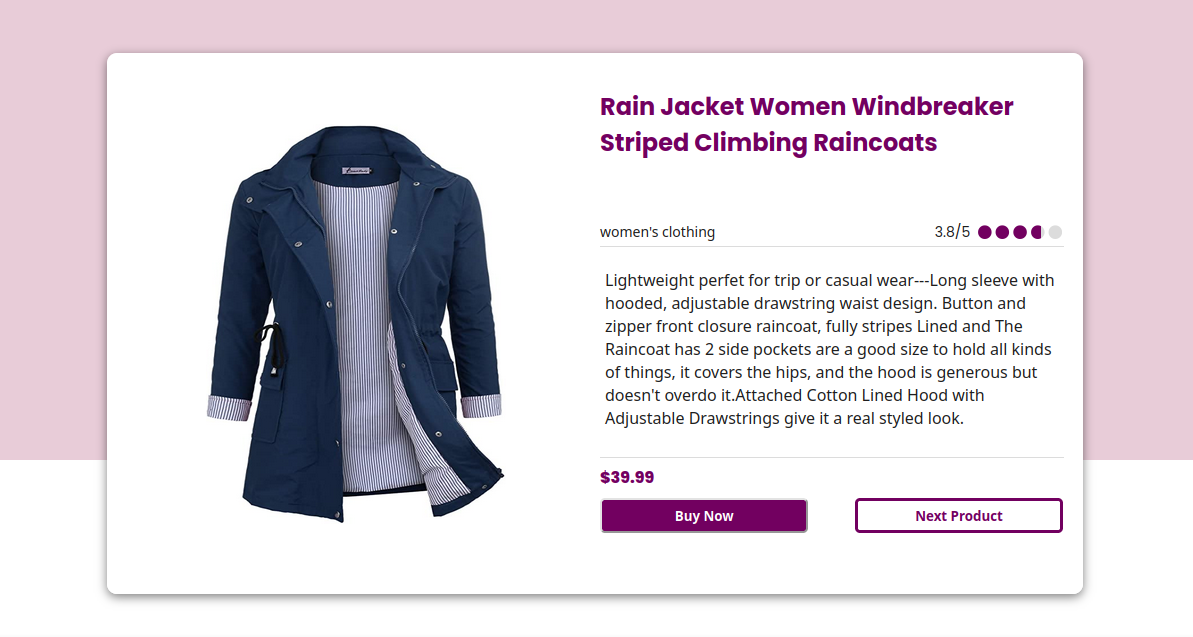 Rain Jacket Women Windbreaker
Striped Climbing Raincoats
women's clothing 3.8/5
Lightweight perfet for trip or casual wear---Long sleeve with
hooded, adjustable drawstring waist design. Button and
zipper front closure raincoat, fully stripes Lined and The
Raincoat has 2 side pockets are a good size to hold all kinds
of things, it covers the hips, and the hood is generous but
doesn't overdo it.Attached Cotton Lined Hood with
Adjustable Drawstrings give it a real styled look.
$39.99
Buy Now Next Product